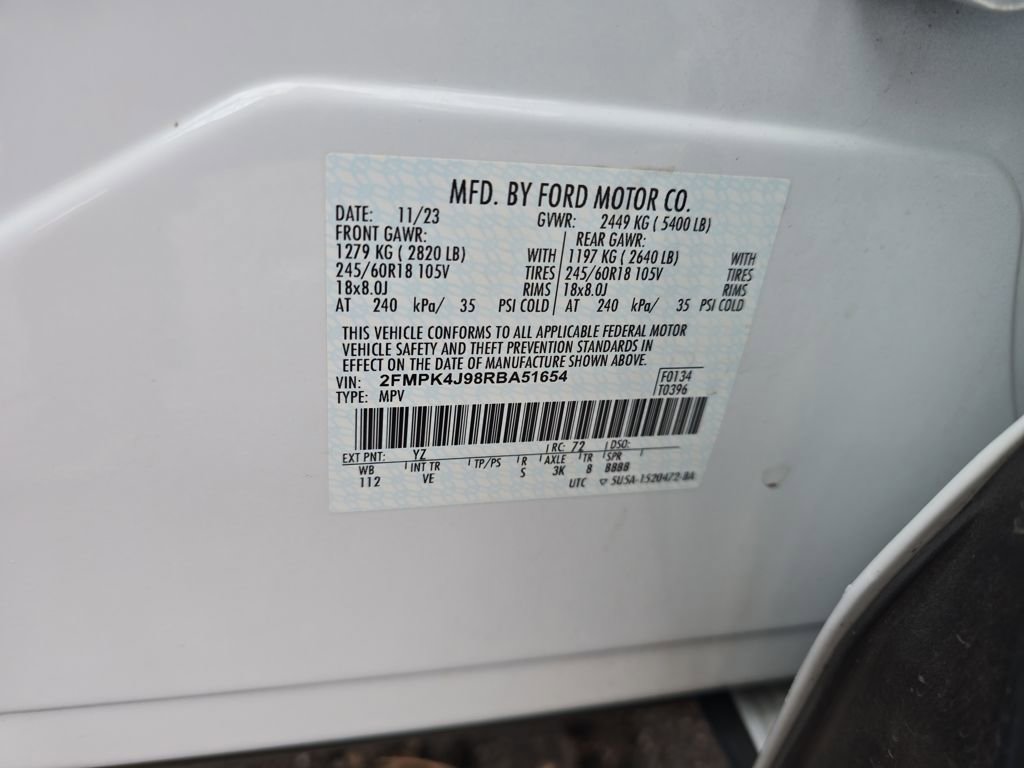 MFD. BY FORD MOTOR CO.
DATE: 11/23 GVWR: 2449 KG ( 5400 LB)
FRONT GAWR: REAR GAWR:
1279 KG ( 2820 LB) WITH 1197 KG ( 2640 LB) WITH
245/60R18 105V TIRES 245/60R18 105V TIRES
18x8.0J RIMS 18x8.0J RIMS
AT 240 kPa/ 35 PSI COLD AT 240 kPa/ 35 PSI COLD
THIS VEHICLE CONFORMS TO ALL APPLICABLE FEDERAL MOTOR
VEHICLE SAFETY AND THEFT PREVENTION STANDARDS IN
EFFECT ON THE DATE OF MANUFACTURE SHOWN ABOVE.
VIN: 2FMPK4J98RBA51654 F0134
TYPE: MPV T0396
EXT PNT: YZ RC: 72 DSO:
WB INT TR TP/PS R AXLE TR SPR
112 VE S 3K 8 BBBB
UTC ▽ 5U5A-1520472-BA